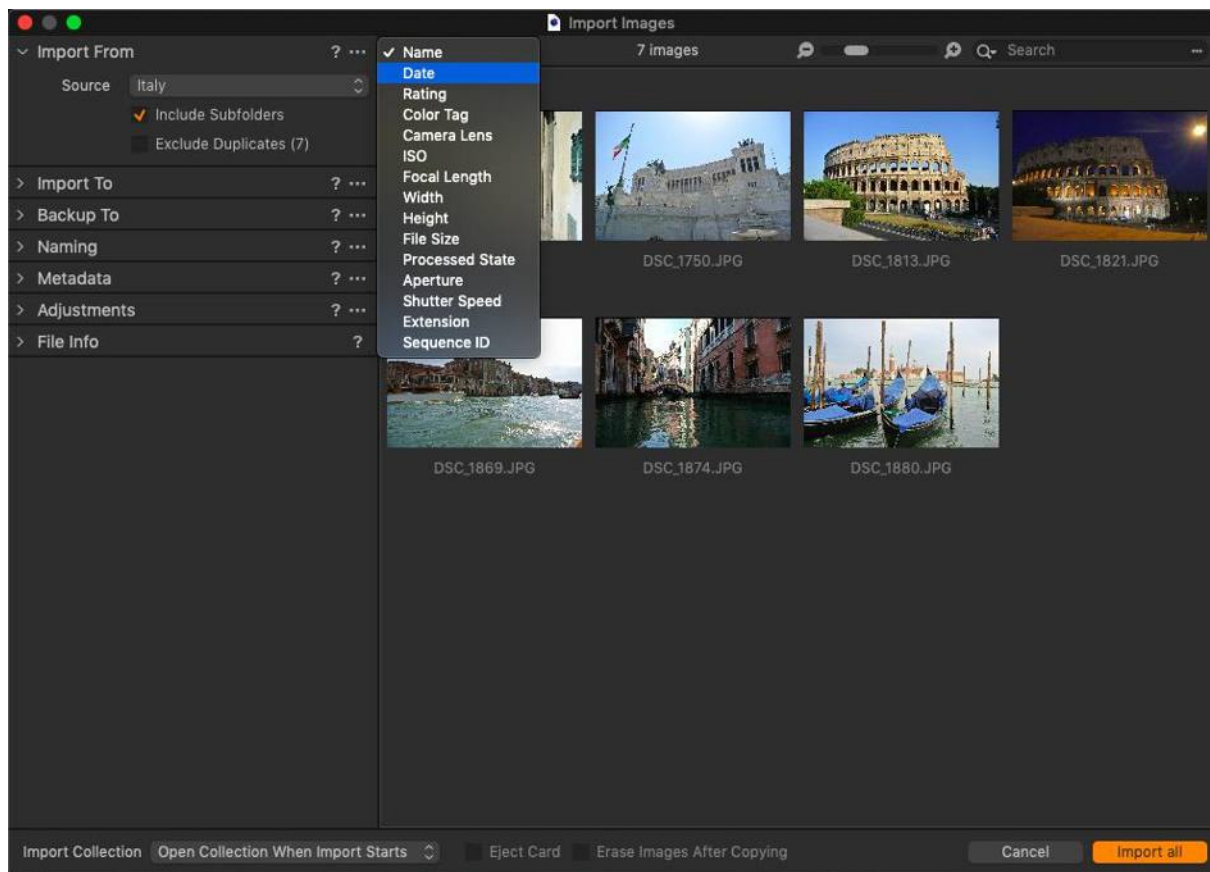 Import Images
Import From ? ...
Source Italy
Include Subfolders
Exclude Duplicates (7)
Import To ? ...
Backup To ? ...
Naming ? ...
Metadata ? ...
Adjustments ? ...
File Info ?
Name
Date
Rating
Color Tag
Camera Lens
ISO
Focal Length
Width
Height
File Size
Processed State
Aperture
Shutter Speed
Extension
Sequence ID
7 images
Search ...
DSC_1750.JPG DSC_1813.JPG DSC_1821.JPG
DSC_1869.JPG DSC_1874.JPG DSC_1880.JPG
Import Collection Open Collection When Import Starts Eject Card Erase Images After Copying Cancel Import all